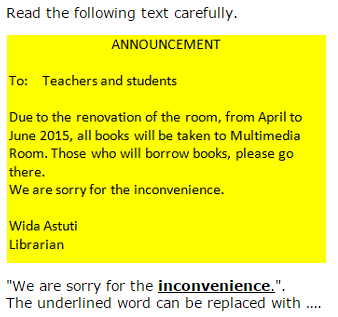 Read the following text carefully.
ANNOUNCEMENT
To: Teachers and students
Due to the renovation of the room, from April to
June 2015, all books will be taken to Multimedia
Room. Those who will borrow books, please go
there.
We are sorry for the inconvenience.
Wida Astuti
Librarian
"We are sorry for the inconvenience.".
The underlined word can be replaced with ....